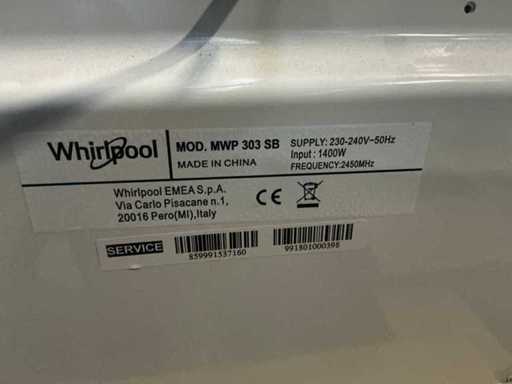 Whirlpool
MOD. MWP 303 SB
MADE IN CHINA
SUPPLY: 230-240V~50Hz
Input : 1400W
FREQUENCY:2450MHz
Whirlpool EMEA S.p.A.
Via Carlo Pisacane n.1,
20016 Pero(MI),Italy
CE
SERVICE
859991537160
991801000398